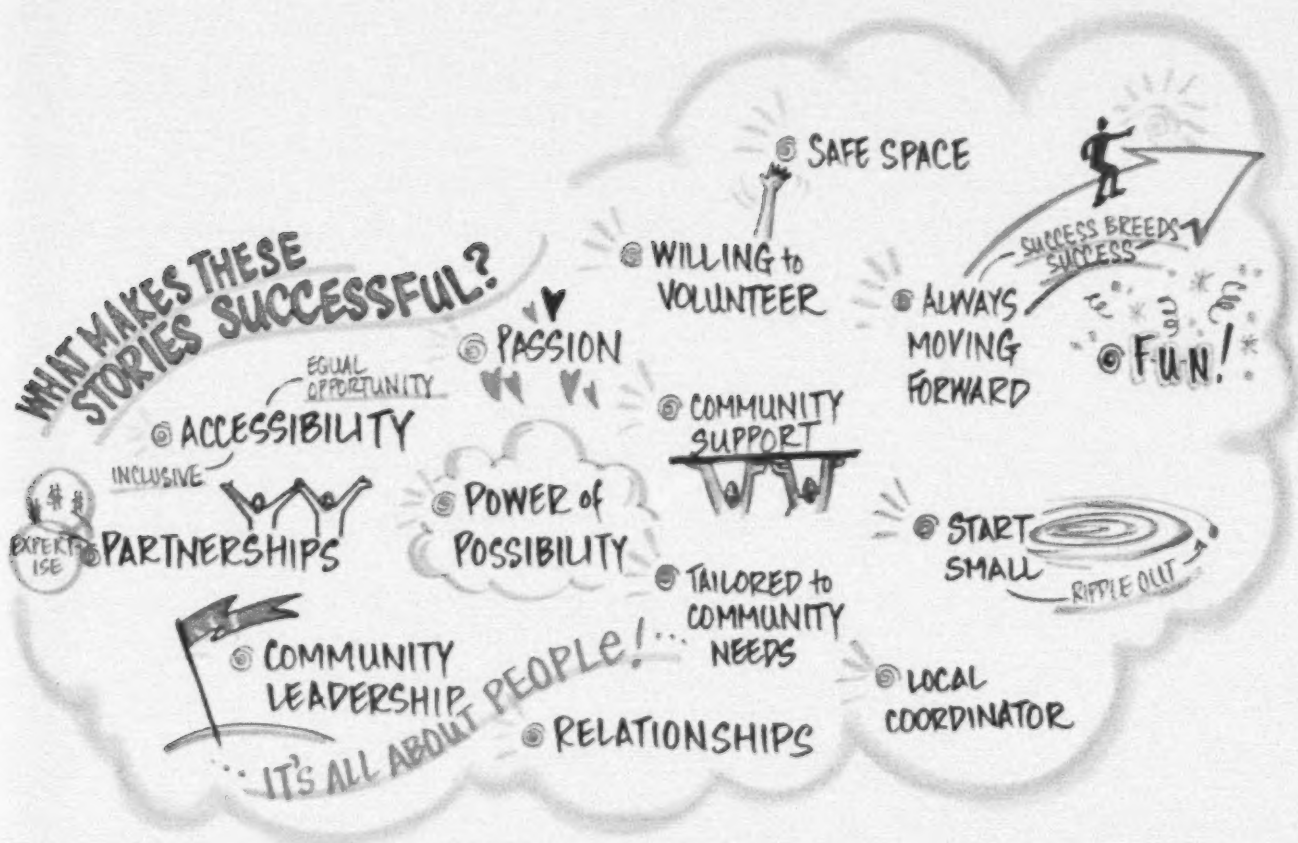 WHAT MAKES THESE
STORIES SUCCESSFUL?
EQUAL
OPPORTUNITY
ACCESSIBILITY
INCLUSIVE
$ $ $
EXPERT-
ISE
PARTNERSHIPS
COMMUNITY
LEADERSHIP
... IT'S ALL ABOUT PEOPLE! ...
PASSION
POWER of
POSSIBILITY
SAFE SPACE
WILLING to
VOLUNTEER
COMMUNITY
SUPPORT
TAILORED to
COMMUNITY
NEEDS
RELATIONSHIPS
SUCCESS BREEDS
SUCCESS
ALWAYS
MOVING
FORWARD
F-U-N!
START
SMALL
RIPPLE OUT
LOCAL
COORDINATOR